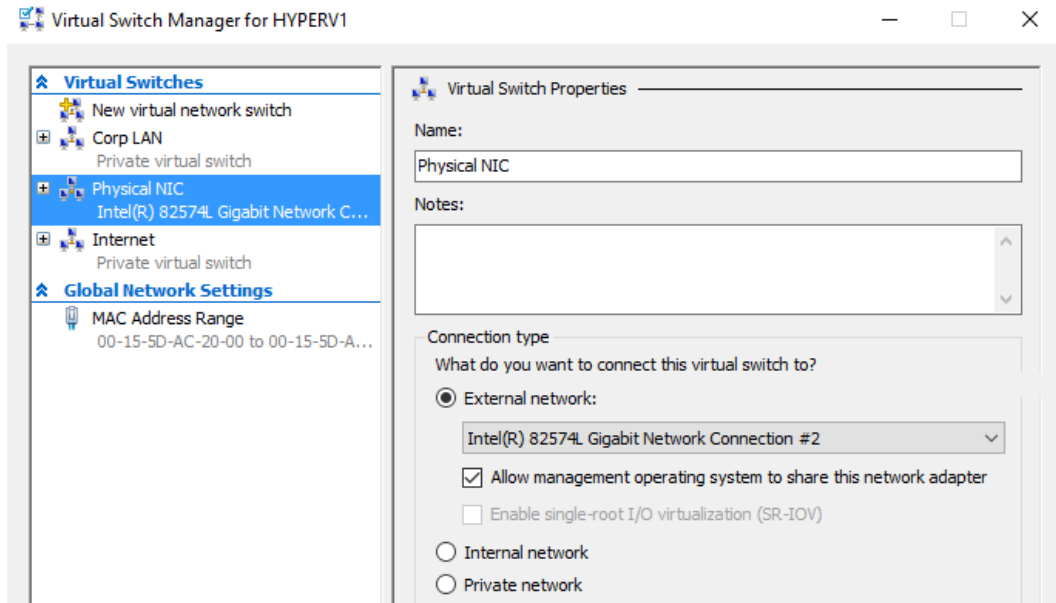 Virtual Switch Manager for HYPERV1
Virtual Switches
New virtual network switch
Corp LAN
Private virtual switch
Physical NIC
Intel(R) 82574L Gigabit Network C...
Internet
Private virtual switch
Global Network Settings
MAC Address Range
00-15-5D-AC-20-00 to 00-15-5D-A...
Virtual Switch Properties
Name:
Physical NIC
Notes:
Connection type
What do you want to connect this virtual switch to?
External network:
Intel(R) 82574L Gigabit Network Connection #2
Allow management operating system to share this network adapter
Enable single-root I/O virtualization (SR-IOV)
Internal network
Private network